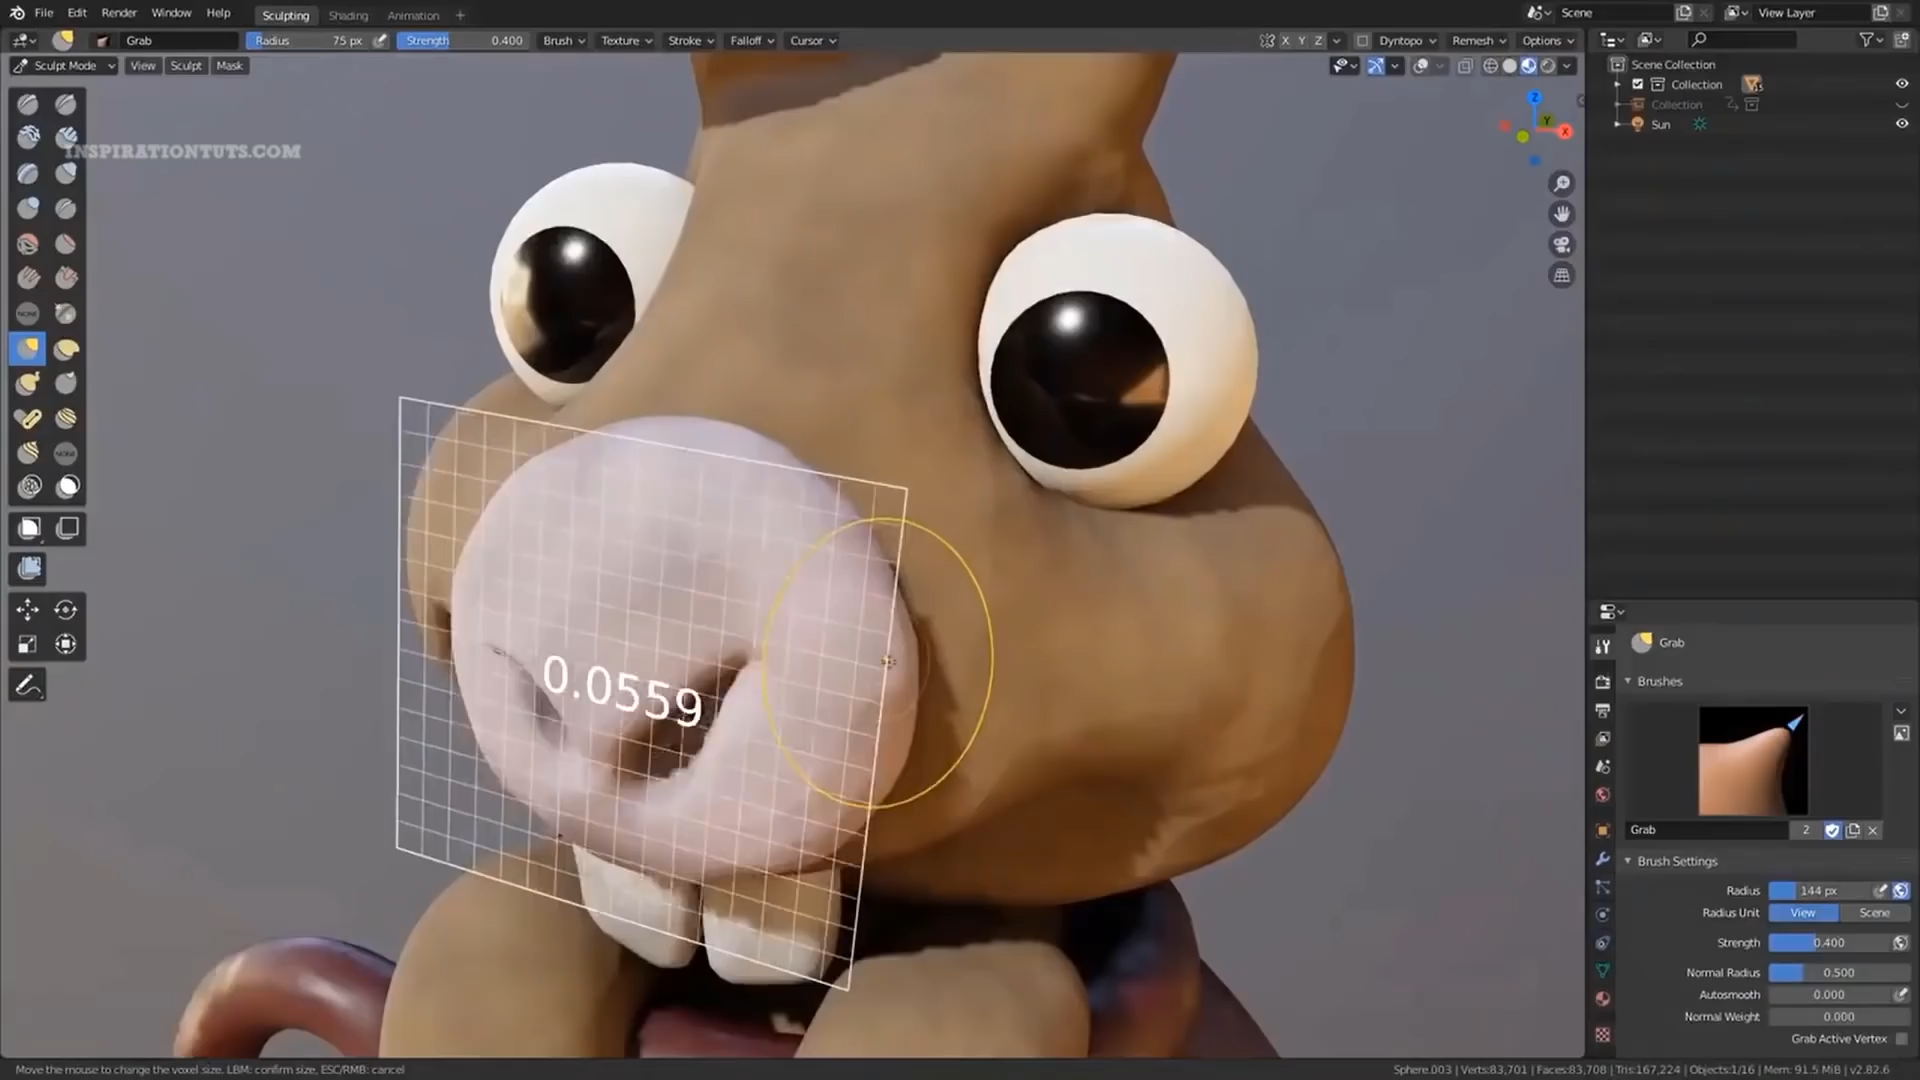 File Edit Render Window Help Sculpting Shading Animation + Scene View Layer
Grab Radius 75 px Strength 0.400 Brush Texture Stroke Falloff Cursor X Y Z Dyntopo Remesh Options
Sculpt Mode View Sculpt Mask
Scene Collection
Collection 15
Collection
Sun
Z
Y
X
INSPIRATIONTUTS.COM
NONE
NONE
0.0559
Grab
Brushes
Grab 2
Brush Settings
Radius 144 px
Radius Unit View Scene
Strength 0.400
Normal Radius 0.500
Autosmooth 0.000
Normal Weight 0.000
Grab Active Vertex
Move the mouse to change the voxel size. LBM: confirm size, ESC/RMB: cancel
Sphere.003 | Verts:83,701 | Faces:83,708 | Tris:167,224 | Objects:1/16 | Mem: 91.5 MiB | v2.82.6